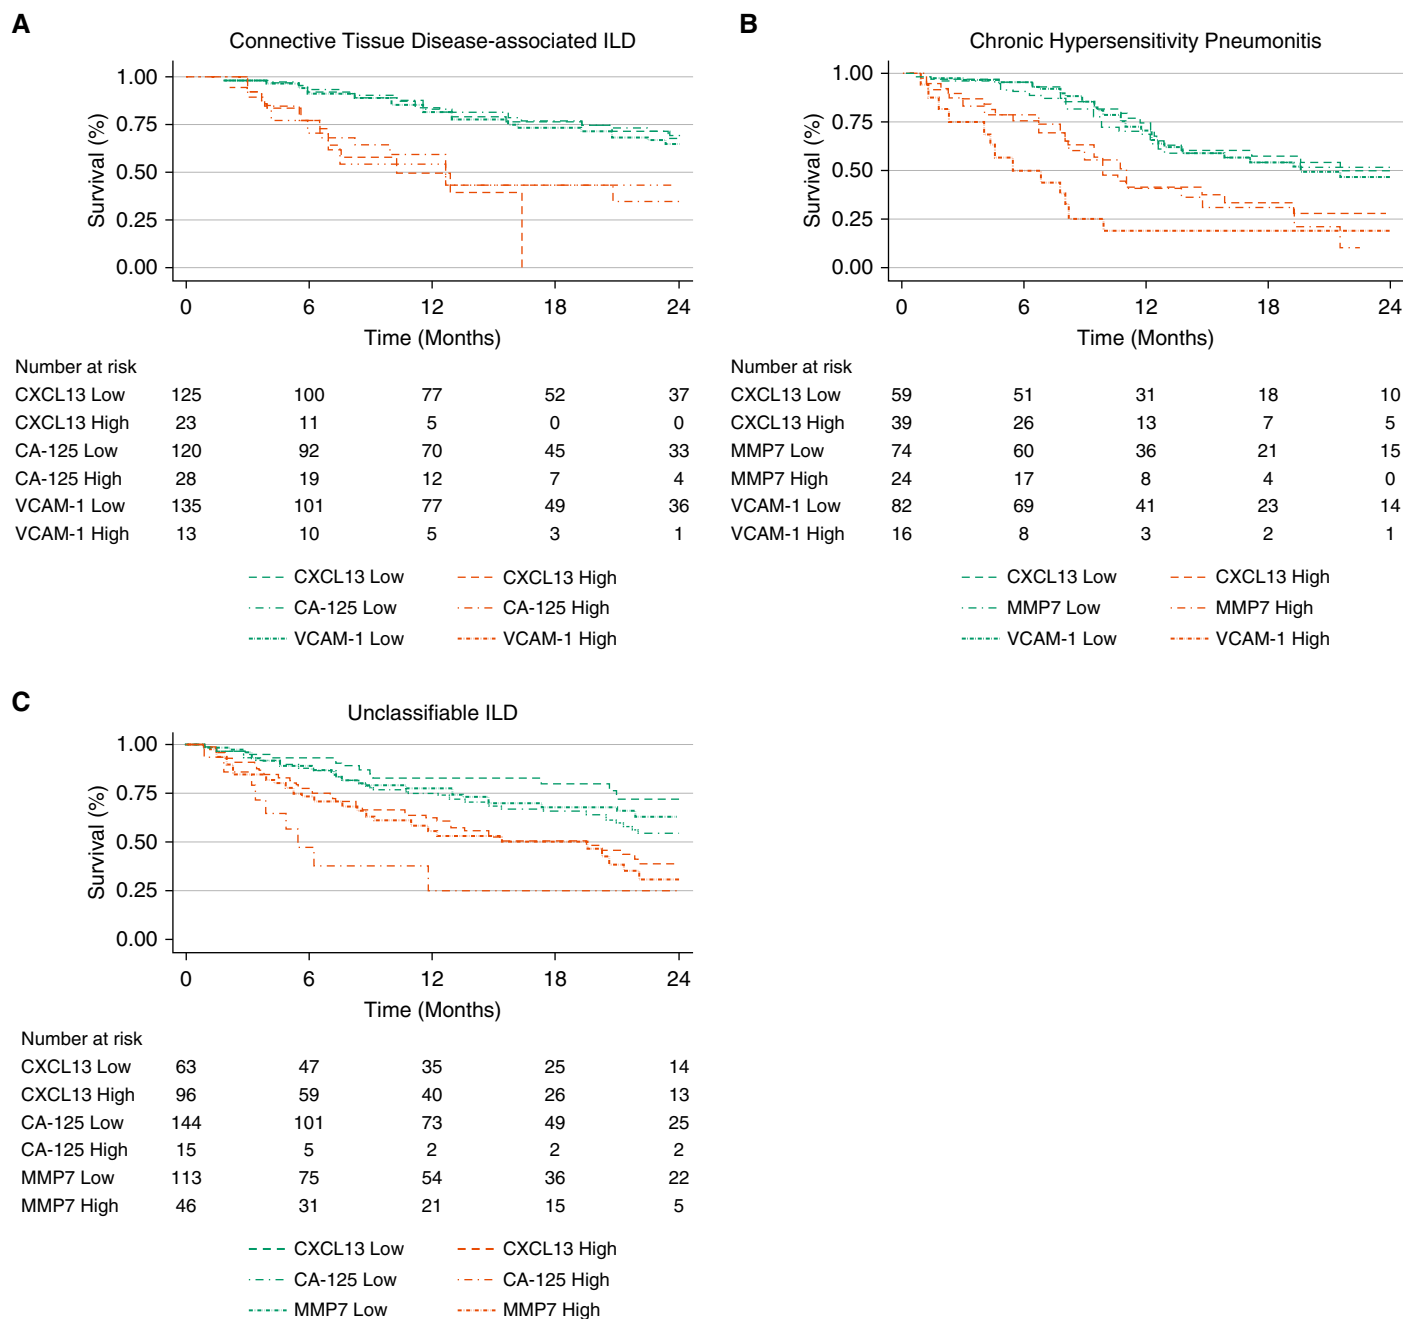 A
Connective Tissue Disease-associated ILD
1.00
0.75
0.50
0.25
0.00
Survival (%)
0 6 12 18 24
Time (Months)
Number at risk
CXCL13 Low 125 100 77 52 37
CXCL13 High 23 11 5 0 0
CA-125 Low 120 92 70 45 33
CA-125 High 28 19 12 7 4
VCAM-1 Low 135 101 77 49 36
VCAM-1 High 13 10 5 3 1
CXCL13 Low CXCL13 High
CA-125 Low CA-125 High
VCAM-1 Low VCAM-1 High
B
Chronic Hypersensitivity Pneumonitis
1.00
0.75
0.50
0.25
0.00
Survival (%)
0 6 12 18 24
Time (Months)
Number at risk
CXCL13 Low 59 51 31 18 10
CXCL13 High 39 26 13 7 5
MMP7 Low 74 60 36 21 15
MMP7 High 24 17 8 4 0
VCAM-1 Low 82 69 41 23 14
VCAM-1 High 16 8 3 2 1
CXCL13 Low CXCL13 High
MMP7 Low MMP7 High
VCAM-1 Low VCAM-1 High
C
Unclassifiable ILD
1.00
0.75
0.50
0.25
0.00
Survival (%)
0 6 12 18 24
Time (Months)
Number at risk
CXCL13 Low 63 47 35 25 14
CXCL13 High 96 59 40 26 13
CA-125 Low 144 101 73 49 25
CA-125 High 15 5 2 2 2
MMP7 Low 113 75 54 36 22
MMP7 High 46 31 21 15 5
CXCL13 Low CXCL13 High
CA-125 Low CA-125 High
MMP7 Low MMP7 High